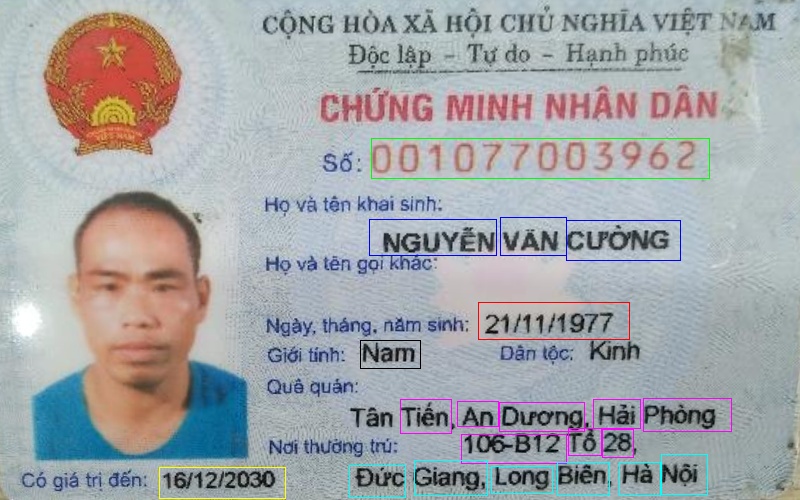 CỘNG HÒA XÃ HỘI CHỦ NGHĨA VIỆT NAM
Độc lập - Tự do - Hạnh phúc
CHỨNG MINH NHÂN DÂN
Số: 001077003962
Họ và tên khai sinh:
NGUYỄN VĂN CƯỜNG
Họ và tên gọi khác:
Ngày, tháng, năm sinh: 21/11/1977
Giới tính: Nam Dân tộc: Kinh
Quê quán:
Tân Tiến, An Dương, Hải Phòng
Nơi thường trú: 106-B12 Tổ 28,
Đức Giang, Long Biên, Hà Nội
Có giá trị đến: 16/12/2030